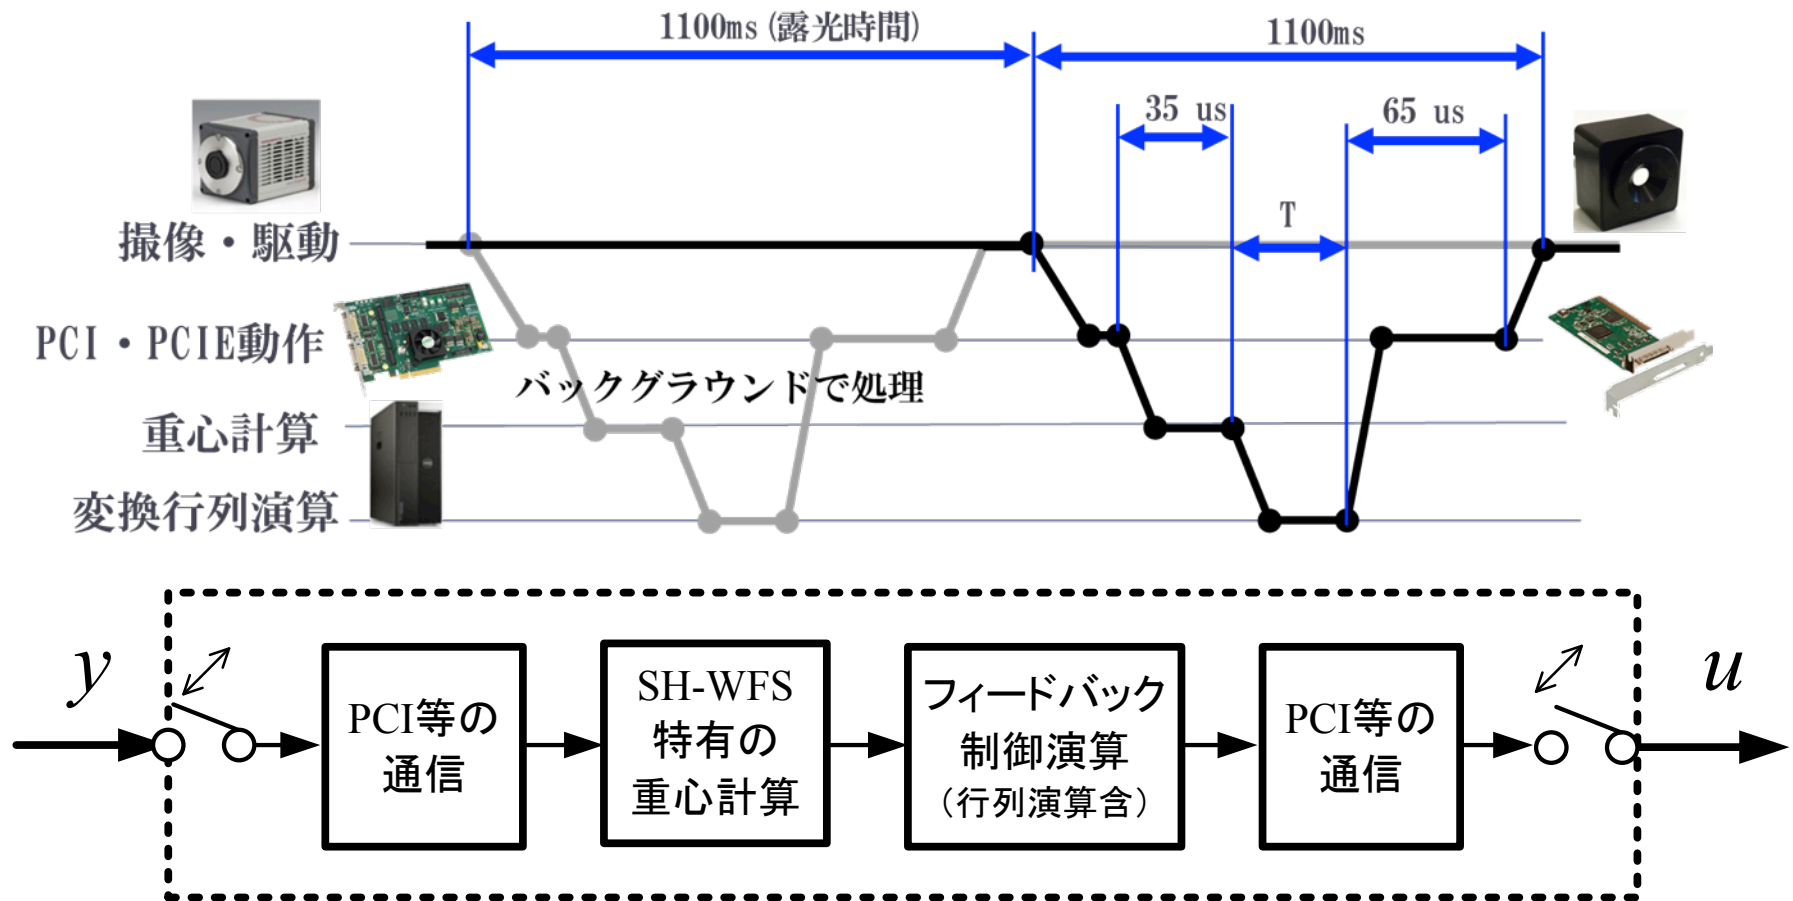 1100ms(露光時間)
1100ms
35 us
65 us
T
撮像・駆動
PCI・PCIE動作
バックグラウンドで処理
重心計算
変換行列演算
y
PCI等の
通信
SH-WFS
特有の
重心計算
フィードバック
制御演算
(行列演算含)
PCI等の
通信
u